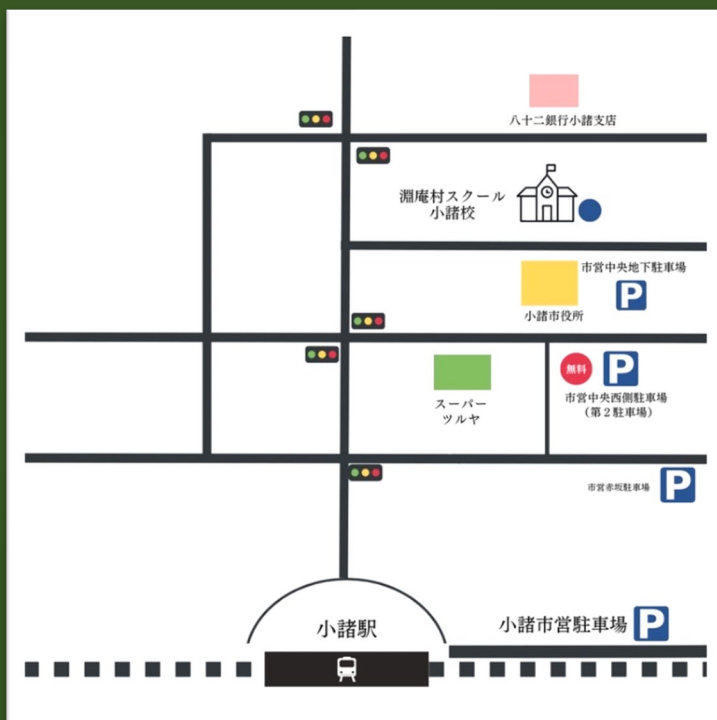 八十二銀行小諸支店
淵庵村スクール
小諸校
市営中央地下駐車場
P
小諸市役所
無料
P
市営中央西側駐車場
（第２駐車場）
スーパー
ツルヤ
市営赤坂駐車場
P
小諸駅
小諸市営駐車場
P